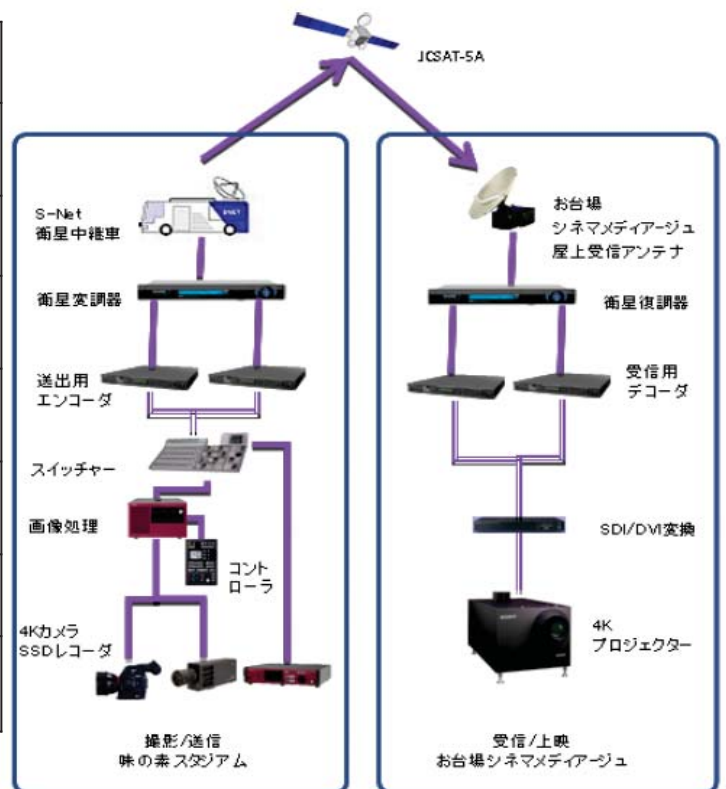 JCSAT-5A
S-Net
衛星中継車
衛星変調器
送出用
エンコーダ
スイッチャー
画像処理
コント
ローラ
4Kカメラ
SSDレコーダ
撮影/送信
味の素スタジアム
お台場
シネマメディアージュ
屋上受信アンテナ
衛星復調器
受信用
デコーダ
SDI/DVI変換
4K
プロジェクター
受信/上映
お台場シネマメディアージュ